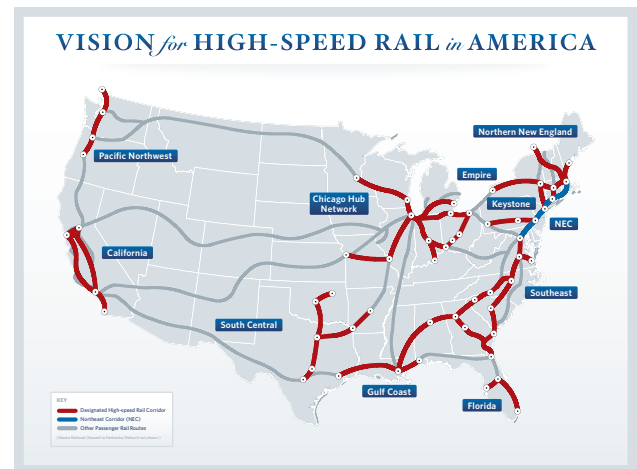 VISION for HIGH-SPEED RAIL in AMERICA
Northern New England
Pacific Northwest
Empire
Chicago Hub
Network
Keystone
NEC
California
Southeast
South Central
Gulf Coast
Florida
KEY
Designated High-speed Rail Corridor
Northeast Corridor (NEC)
Other Passenger Rail Routes